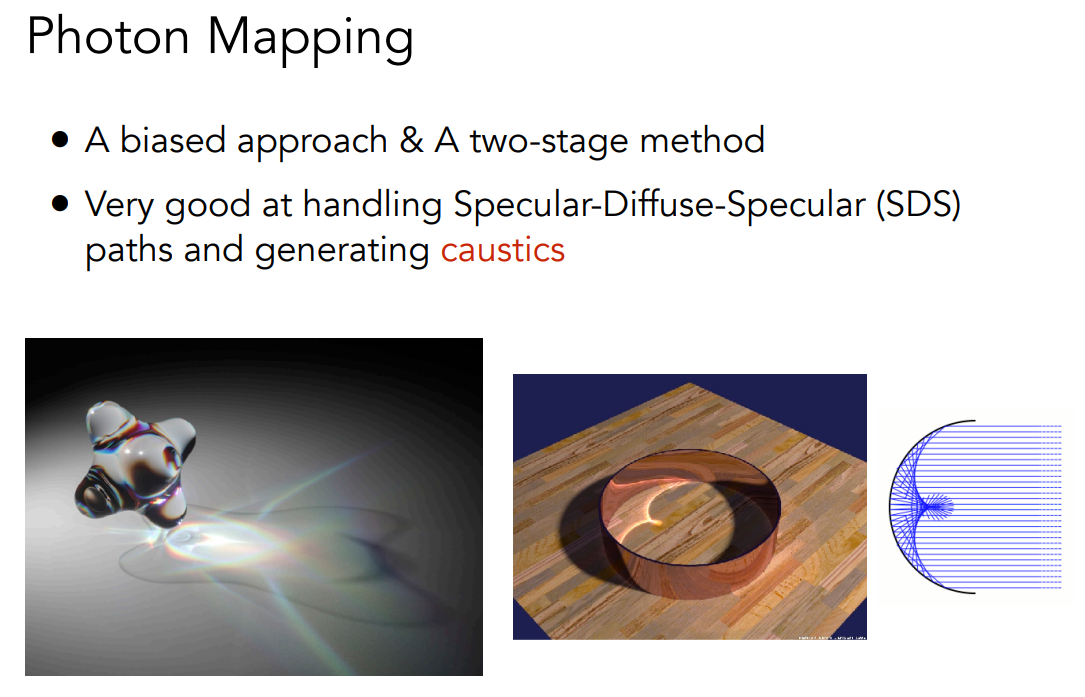 Photon Mapping
• A biased approach & A two-stage method
• Very good at handling Specular-Diffuse-Specular (SDS)
paths and generating caustics